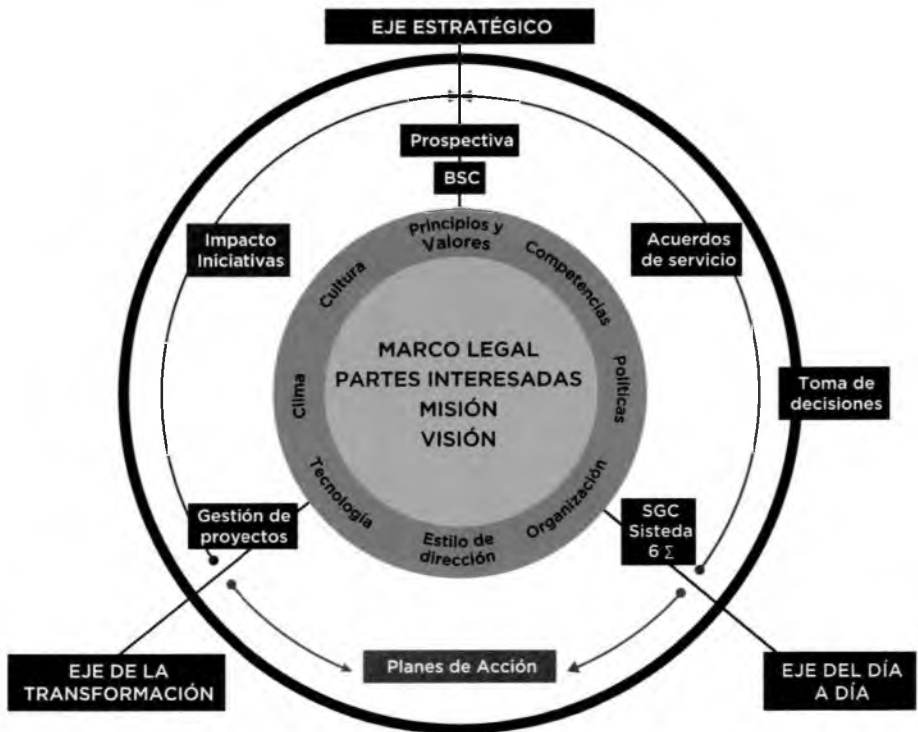 EJE ESTRATÉGICO
Prospectiva
BSC
Impacto
Iniciativas
Acuerdos
de servicio
Principios y
Valores
Cultura
Competencias
Clima
Políticas
MARCO LEGAL
PARTES INTERESADAS
MISIÓN
VISIÓN
Toma de
decisiones
Tecnología
Organización
Estilo de
dirección
Gestión de
proyectos
SGC
Sisteda
6 Σ
EJE DE LA
TRANSFORMACIÓN
Planes de Acción
EJE DEL DÍA
A DÍA